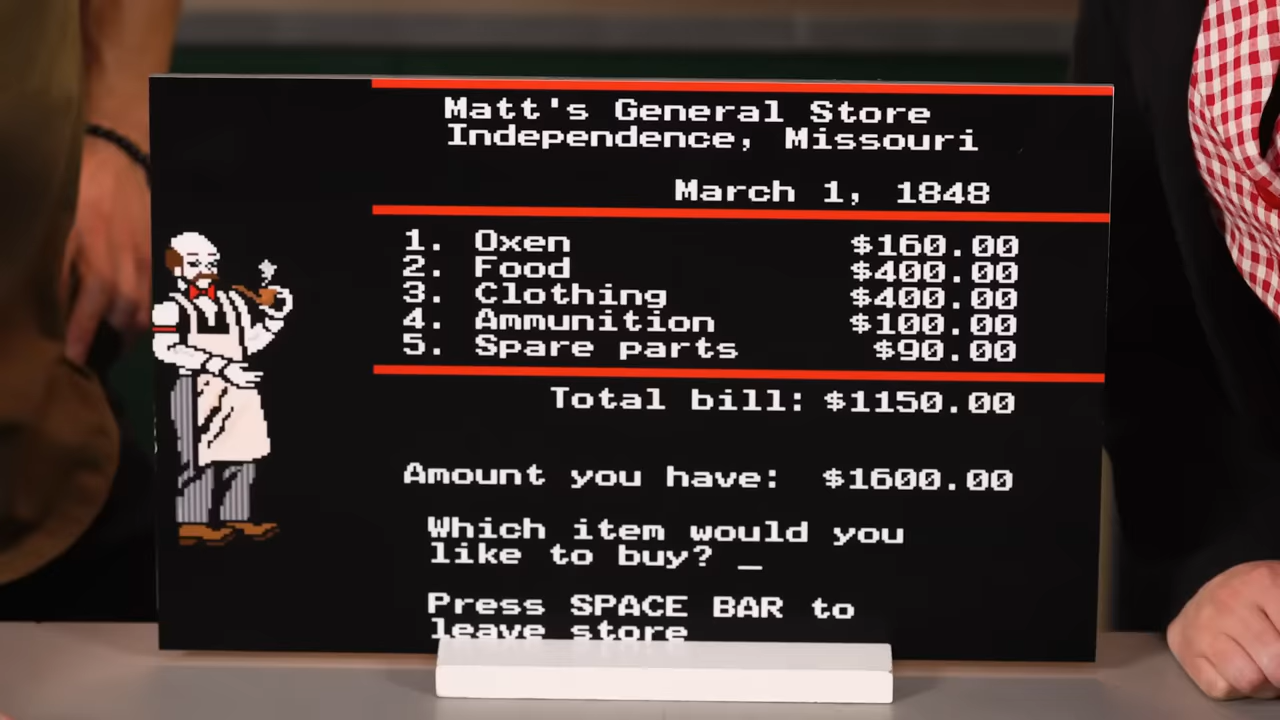 Matt's General Store
Independence, Missouri
March 1, 1848
1. Oxen $160.00
2. Food $400.00
3. Clothing $400.00
4. Ammunition $100.00
5. Spare parts $90.00
Total bill: $1150.00
Amount you have: $1600.00
Which item would you
like to buy? _
Press SPACE BAR to
leave store